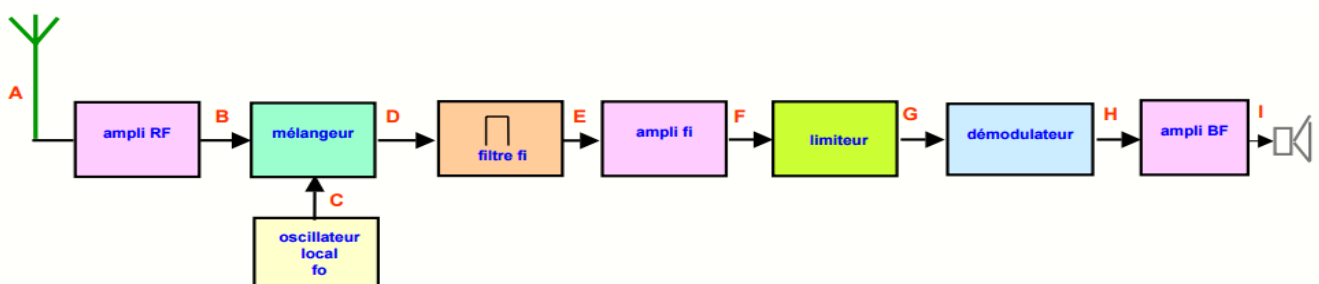 A
ampli RF
B
mélangeur
D
filtre fi
E
ampli fi
F
limiteur
G
démodulateur
H
ampli BF
I
C
oscillateur
local
fo